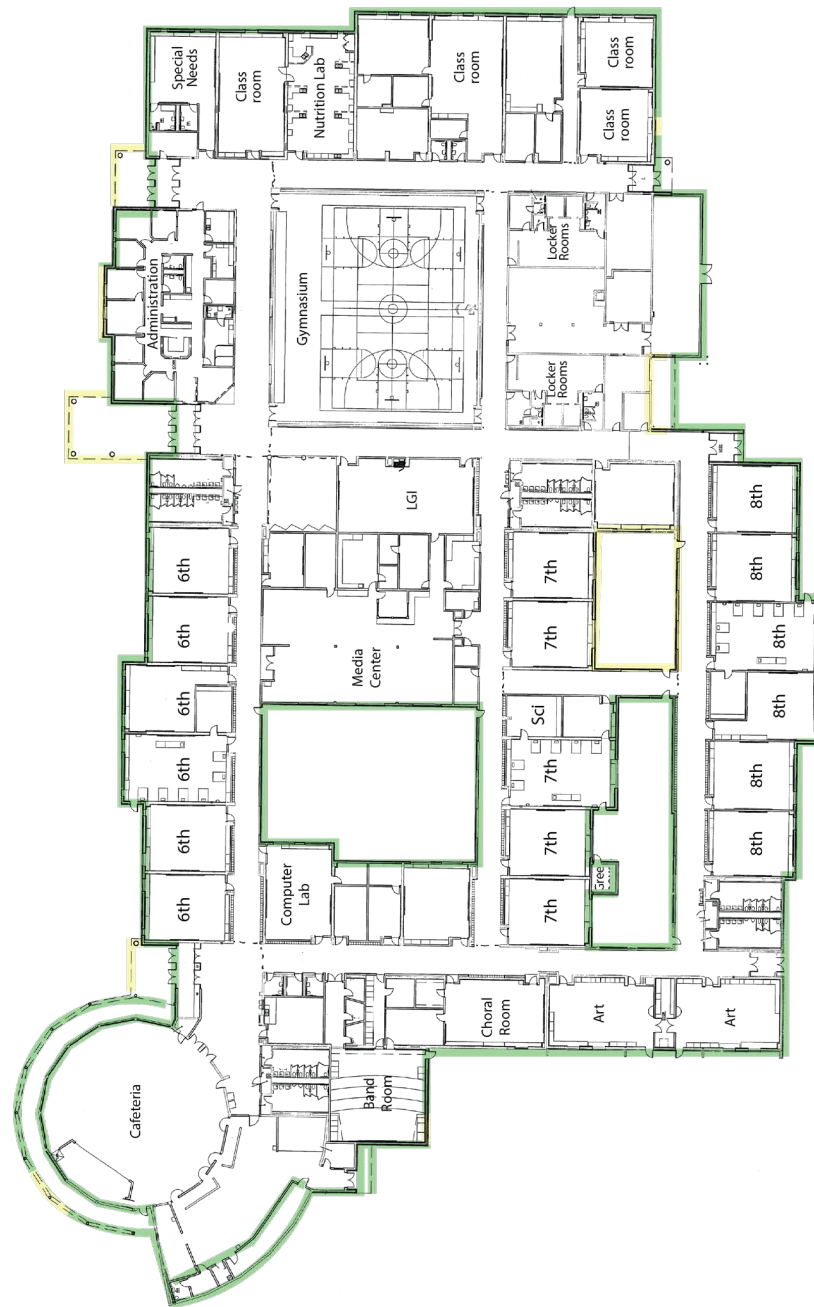 Special
Needs
Class
room
Nutrition Lab
Class
room
Class
room
Class
room
Administration
Gymnasium
Locker
Rooms
Locker
Rooms
LGI
Media
Center
6th
6th
6th
6th
6th
6th
7th
7th
Sci
7th
7th
7th
Gree
8th
8th
8th
8th
8th
8th
Computer
Lab
Cafeteria
Band
Room
Choral
Room
Art
Art